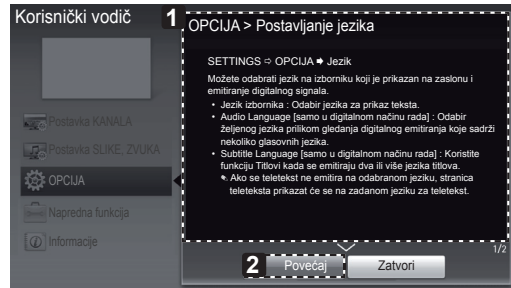 Korisnički vodič
1
OPCIJA > Postavljanje jezika
SETTINGS ⇨ OPCIJA ➡ Jezik
Možete odabrati jezik na izborniku koji je prikazan na zaslonu i
emitiranje digitalnog signala.
• Jezik izbornika : Odabir jezika za prikaz teksta.
• Audio Language [samo u digitalnom načinu rada] : Odabir
željenog jezika prilikom gledanja digitalnog emitiranja koje sadrži
nekoliko glasovnih jezika.
• Subtitle Language [samo u digitalnom načinu rada] : Koristite
funkciju Titlovi kada se emitiraju dva ili više jezika titlova.
Ako se teletekst ne emitira na odabranom jeziku, stranica
teleteksta prikazat će se na zadanom jeziku za teletekst.
Postavka KANALA
Postavka SLIKE, ZVUKA
OPCIJA
Napredna funkcija
Informacije
1/2
2
Povećaj
Zatvori